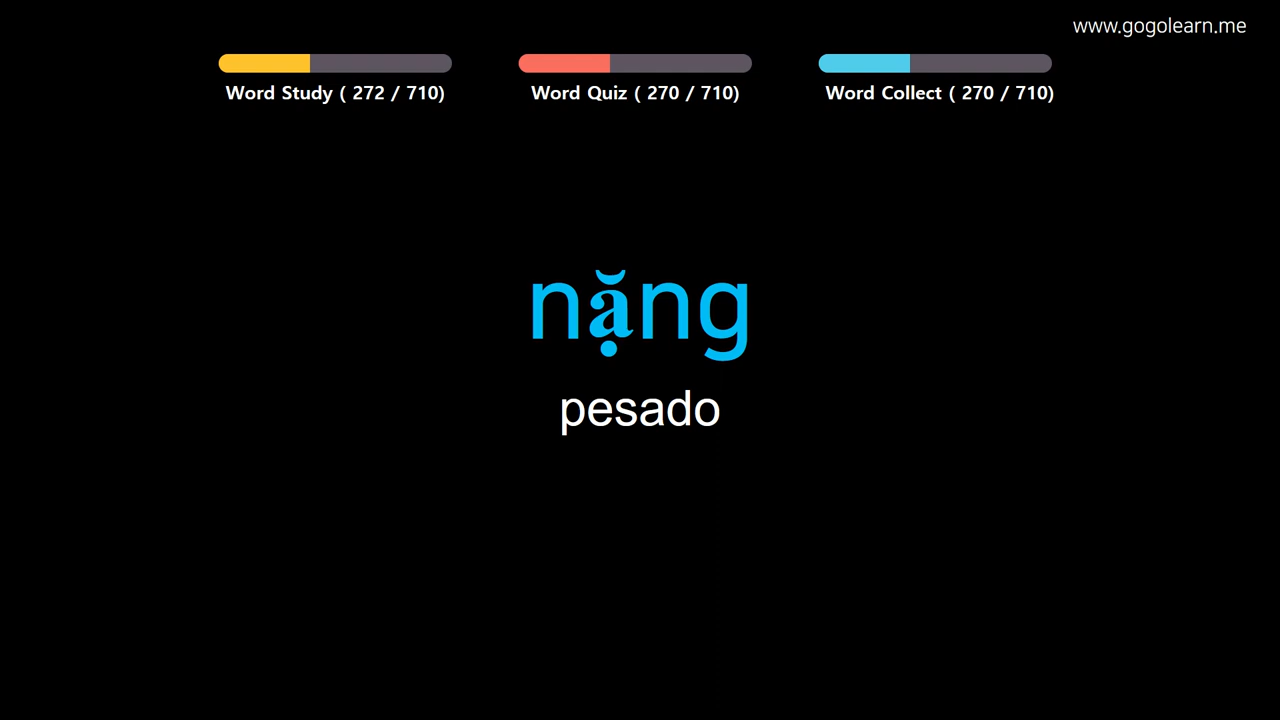 www.gogolearn.me
Word Study ( 272 / 710)
Word Quiz ( 270 / 710)
Word Collect ( 270 / 710)
nặng
pesado